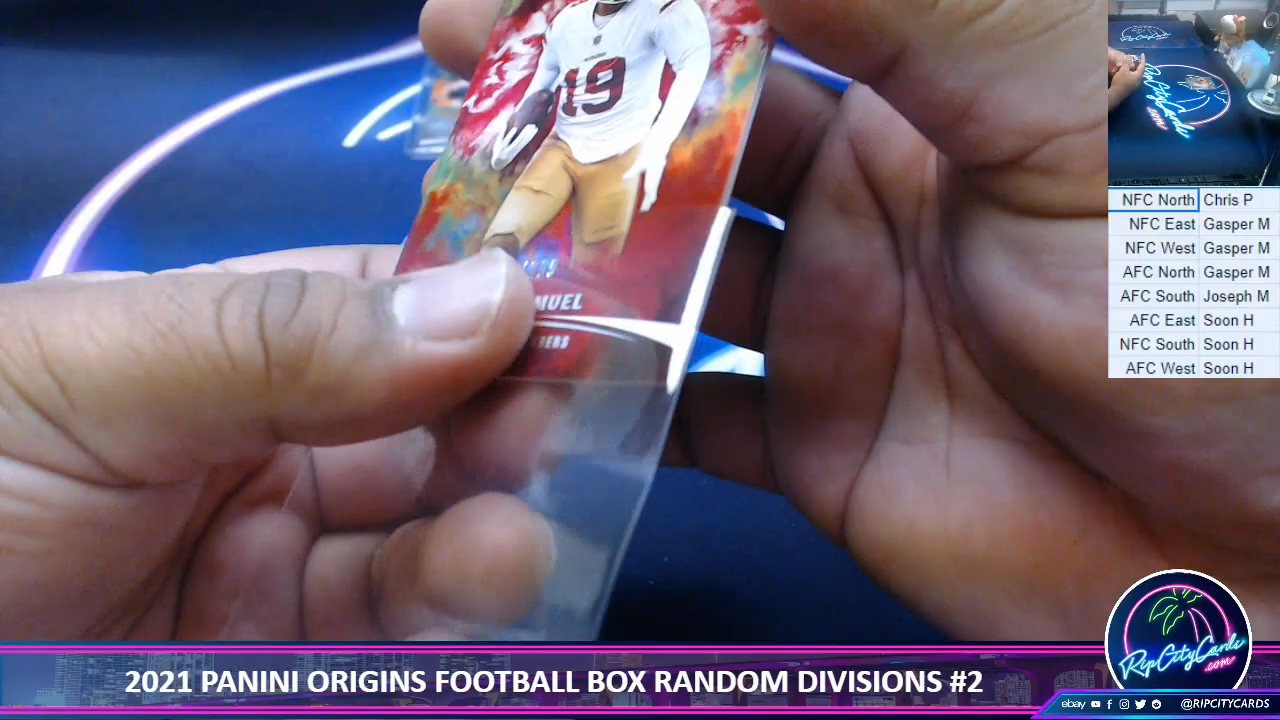 19
MUEL
NFC North Chris P
NFC East Gasper M
NFC West Gasper M
AFC North Gasper M
AFC South Joseph M
AFC East Soon H
NFC South Soon H
AFC West Soon H
RipCityCards
.com
2021 PANINI ORIGINS FOOTBALL BOX RANDOM DIVISIONS #2
ebay @RIPCITYCARDS